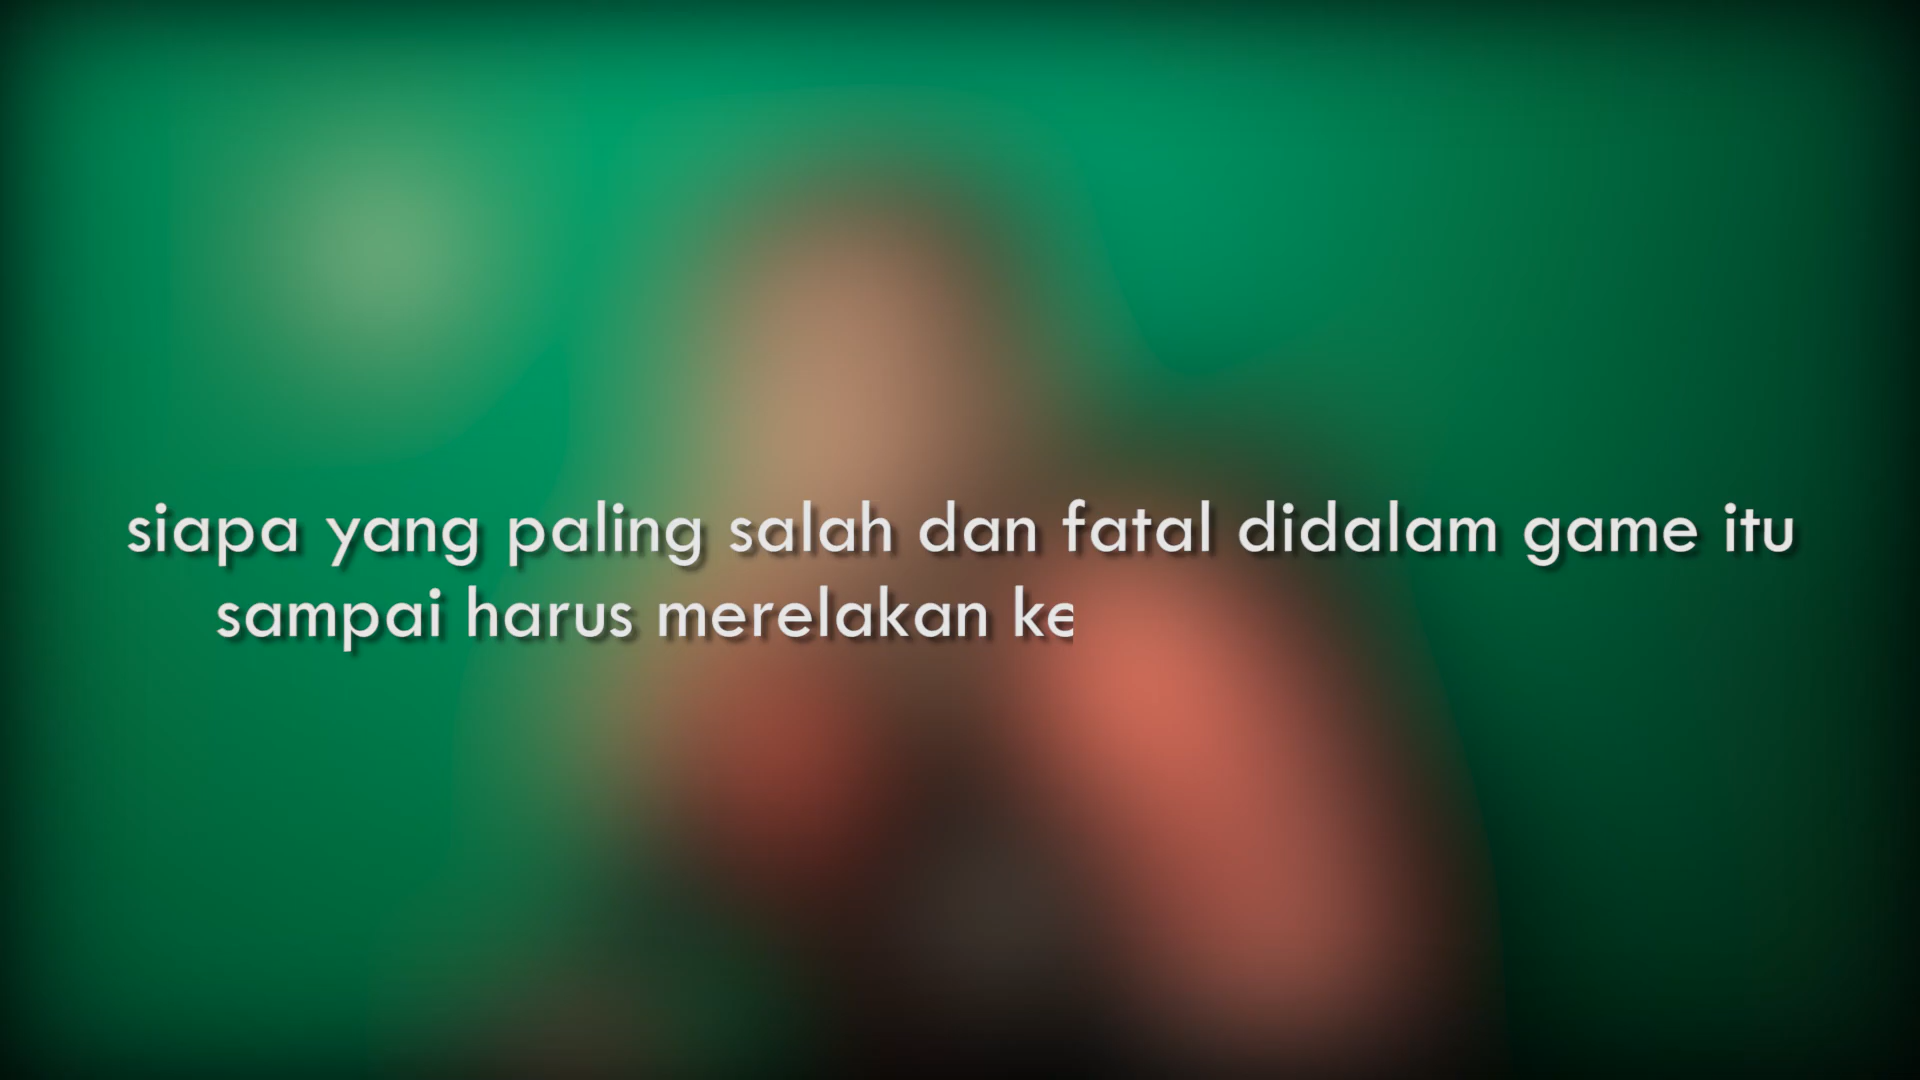 siapa yang paling salah dan fatal didalam game itu
sampai harus merelakan ke